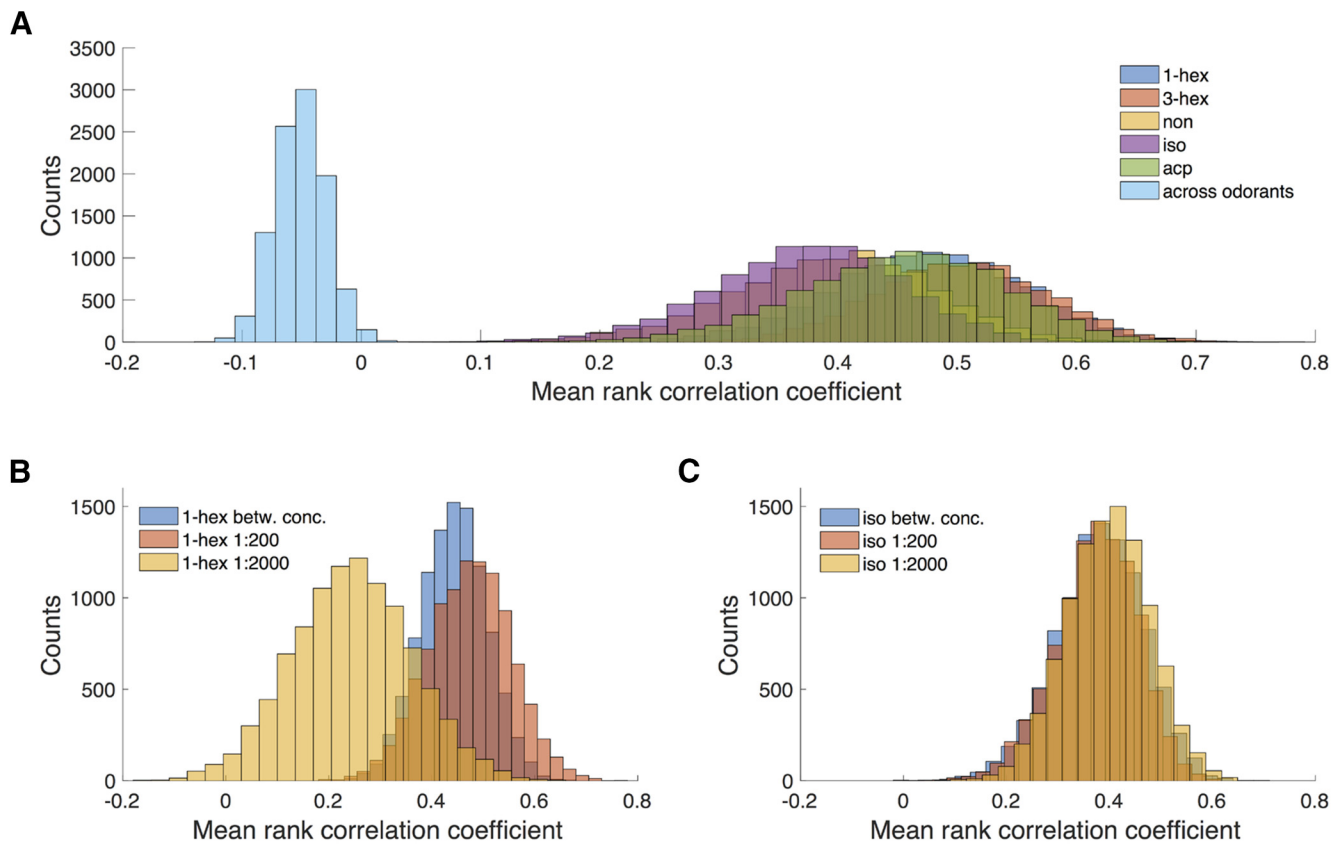 A
3500
3000
2500
2000
1500
1000
500
0
Counts
-0.2
-0.1
0
0.1
0.2
0.3
0.4
0.5
0.6
0.7
0.8
Mean rank correlation coefficient
1-hex
3-hex
non
iso
acp
across odorants
B
1500
1000
500
0
Counts
1-hex betw. conc.
1-hex 1:200
1-hex 1:2000
-0.2
0
0.2
0.4
0.6
0.8
Mean rank correlation coefficient
C
1500
1000
500
0
Counts
iso betw. conc.
iso 1:200
iso 1:2000
-0.2
0
0.2
0.4
0.6
0.8
Mean rank correlation coefficient